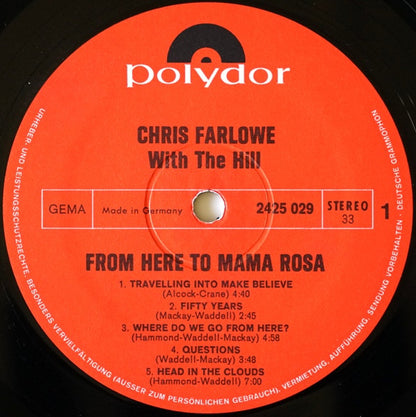 polydor
CHRIS FARLOWE
With The Hill
GEMA
Made in Germany
2425 029
STEREO
33
1
FROM HERE TO MAMA ROSA
1. TRAVELLING INTO MAKE BELIEVE
(Alcock-Crane) 4:40
2. FIFTY YEARS
(Mackay-Waddell) 2:45
3. WHERE DO WE GO FROM HERE?
(Hammond-Waddell-Mackay) 4:58
4. QUESTIONS
(Waddell-Mackay) 3:48
5. HEAD IN THE CLOUDS
(Hammond-Waddell) 7:00
URHEBER- UND LEISTUNGSSCHUTZRECHTE, BESONDERS VERVIELFÄLTIGUNG (AUSSER ZUM PERSÖNLICHEN GEBRAUCH), VERMIETUNG, AUFFÜHRUNG, SENDUNG VORBEHALTEN · DEUTSCHE GRAMMOPHON